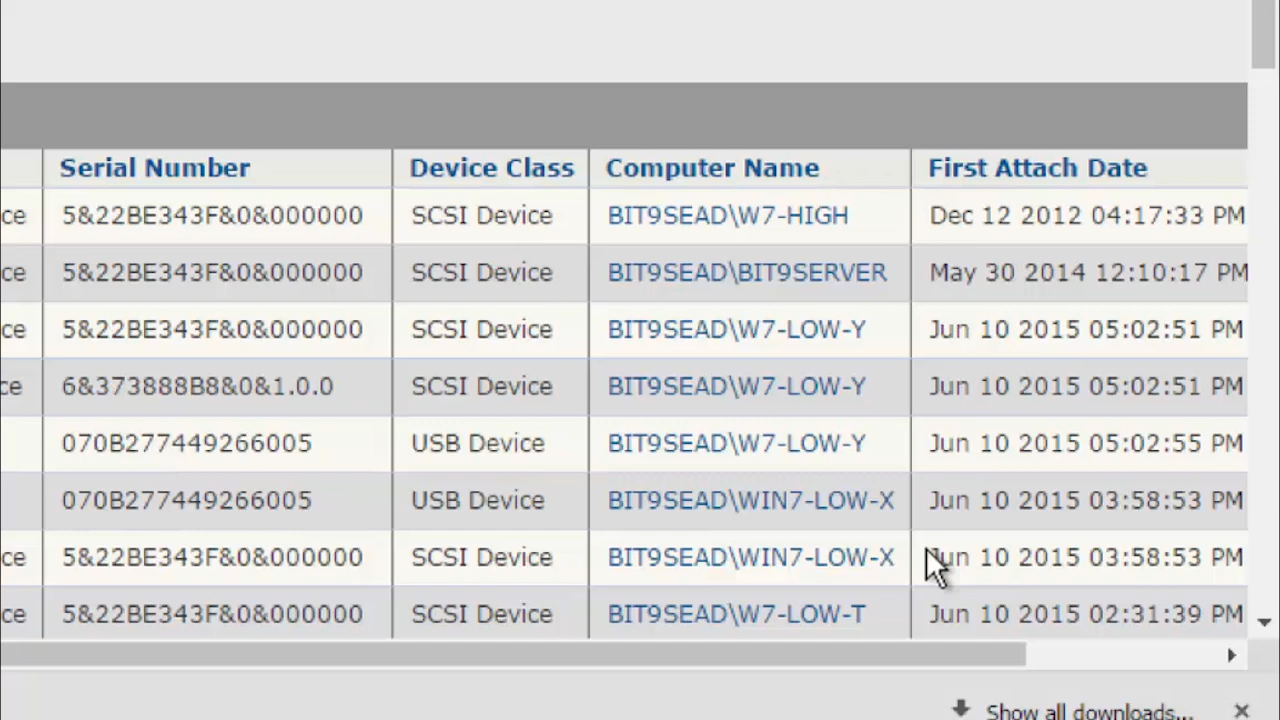 Serial Number Device Class Computer Name First Attach Date
ce 5&22BE343F&0&000000 SCSI Device BIT9SEAD\W7-HIGH Dec 12 2012 04:17:33 PM
ce 5&22BE343F&0&000000 SCSI Device BIT9SEAD\BIT9SERVER May 30 2014 12:10:17 PM
ce 5&22BE343F&0&000000 SCSI Device BIT9SEAD\W7-LOW-Y Jun 10 2015 05:02:51 PM
ce 6&373888B8&0&1.0.0 SCSI Device BIT9SEAD\W7-LOW-Y Jun 10 2015 05:02:51 PM
070B277449266005 USB Device BIT9SEAD\W7-LOW-Y Jun 10 2015 05:02:55 PM
070B277449266005 USB Device BIT9SEAD\WIN7-LOW-X Jun 10 2015 03:58:53 PM
ce 5&22BE343F&0&000000 SCSI Device BIT9SEAD\WIN7-LOW-X Jun 10 2015 03:58:53 PM
ce 5&22BE343F&0&000000 SCSI Device BIT9SEAD\W7-LOW-T Jun 10 2015 02:31:39 PM
Show all downloads...